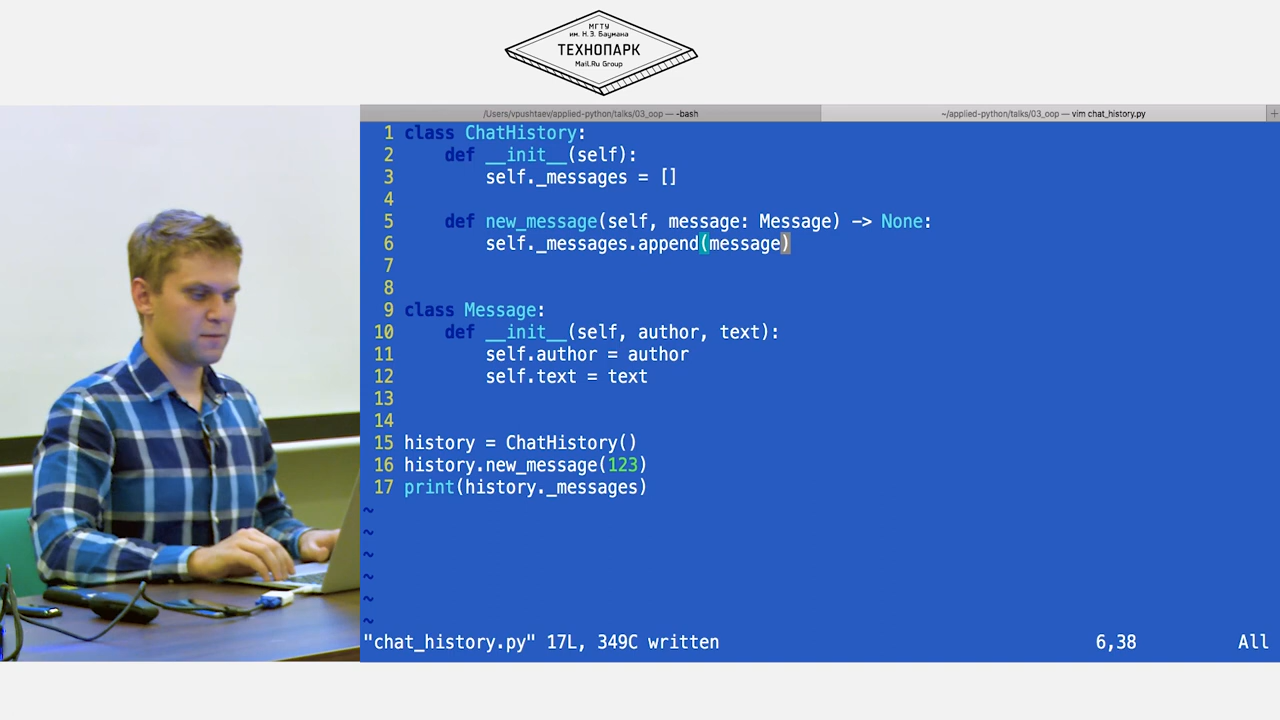 МГТУ
им. Н.Э. Баумана
ТЕХНОПАРК
Mail.Ru Group
/Users/vpushtaev/applied-python/talks/03_oop — -bash
~/applied-python/talks/03_oop — vim chat_history.py
+
1 class ChatHistory:
2     def __init__(self):
3         self._messages = []
4
5     def new_message(self, message: Message) -> None:
6         self._messages.append(message)
7
8
9 class Message:
10     def __init__(self, author, text):
11         self.author = author
12         self.text = text
13
14
15 history = ChatHistory()
16 history.new_message(123)
17 print(history._messages)
~
~
~
~
~
~
"chat_history.py" 17L, 349C written 6,38 All